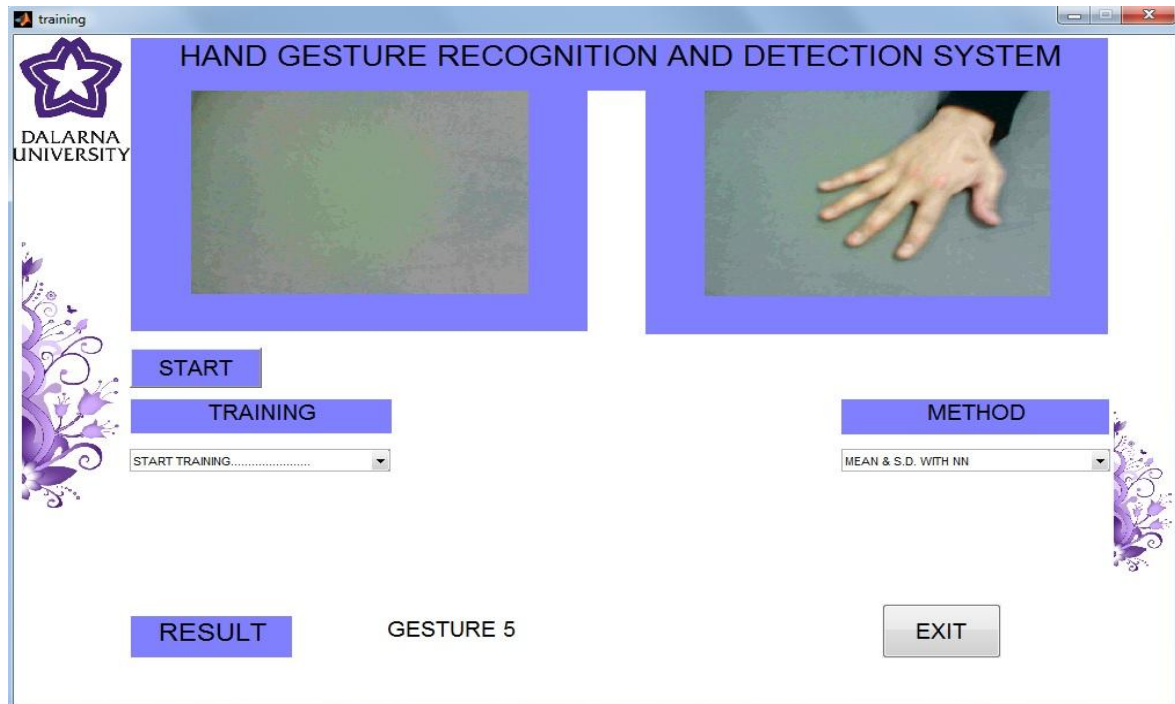 training
HAND GESTURE RECOGNITION AND DETECTION SYSTEM
DALARNA
UNIVERSITY
START
TRAINING
METHOD
START TRAINING......................
MEAN & S.D. WITH NN
RESULT
GESTURE 5
EXIT